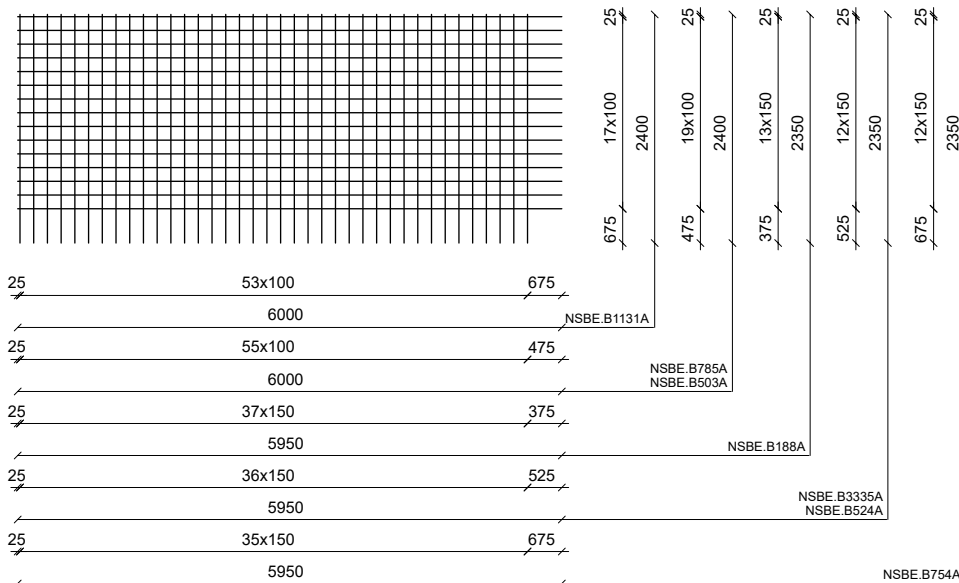 25 25 25 25 25
17x100 2400 19x100 2400 13x150 2350 12x150 2350 12x150 2350
675 475 375 525 675
25 53x100 675
6000
NSBE.B1131A
25 55x100 475
NSBE.B785A
6000 NSBE.B503A
25 37x150 375
5950 NSBE.B188A
25 36x150 525
NSBE.B3335A
5950 NSBE.B524A
25 35x150 675
5950 NSBE.B754A